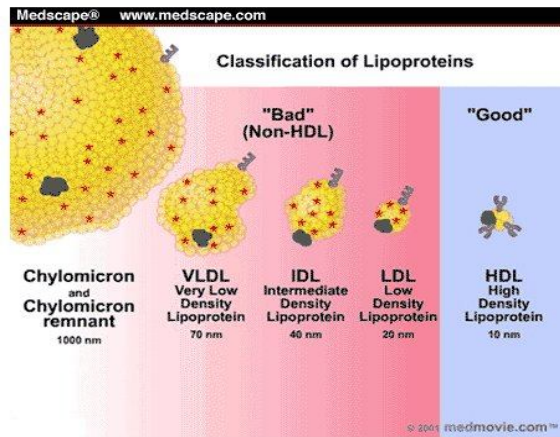 Medscape® www.medscape.com
Classification of Lipoproteins
"Bad"
(Non-HDL)
"Good"
Chylomicron
and
Chylomicron
remnant
1000 nm
VLDL
Very Low
Density
Lipoprotein
70 nm
IDL
Intermediate
Density
Lipoprotein
40 nm
LDL
Low
Density
Lipoprotein
20 nm
HDL
High
Density
Lipoprotein
10 nm
© 2001 medmovie.com™